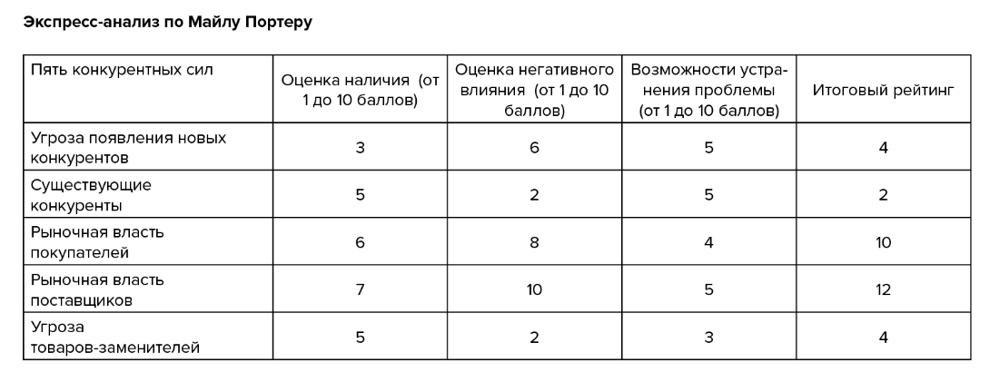 Экспресс-анализ по Майлу Портеру
Пять конкурентных сил
Оценка наличия (от
1 до 10 баллов)
Оценка негативного
влияния (от 1 до 10
баллов)
Возможности устра-
нения проблемы
(от 1 до 10 баллов)
Итоговый рейтинг
Угроза появления новых
конкурентов
3
6
5
4
Существующие
конкуренты
5
2
5
2
Рыночная власть
покупателей
6
8
4
10
Рыночная власть
поставщиков
7
10
5
12
Угроза
товаров-заменителей
5
2
3
4